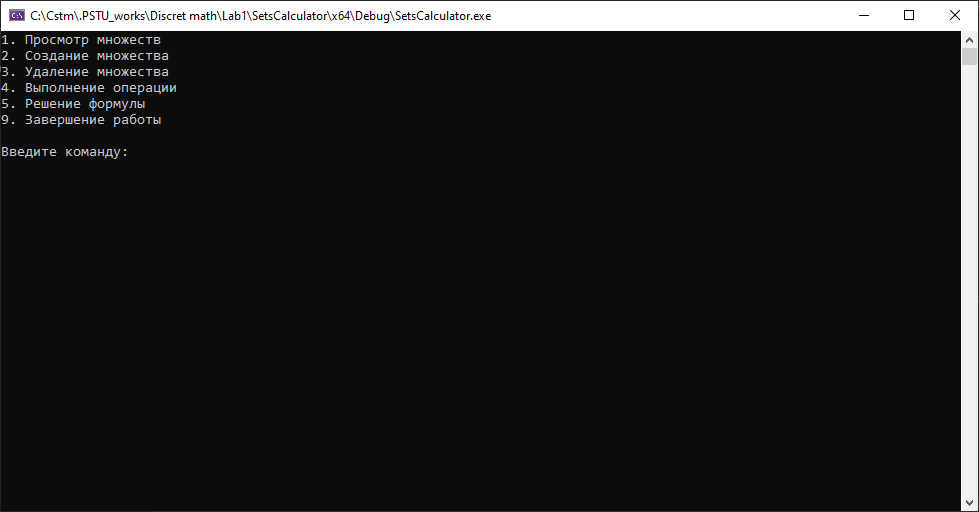 C:\Cstm\.PSTU_works\Discret math\Lab1\SetsCalculator\x64\Debug\SetsCalculator.exe
1. Просмотр множеств
2. Создание множества
3. Удаление множества
4. Выполнение операции
5. Решение формулы
9. Завершение работы
Введите команду: